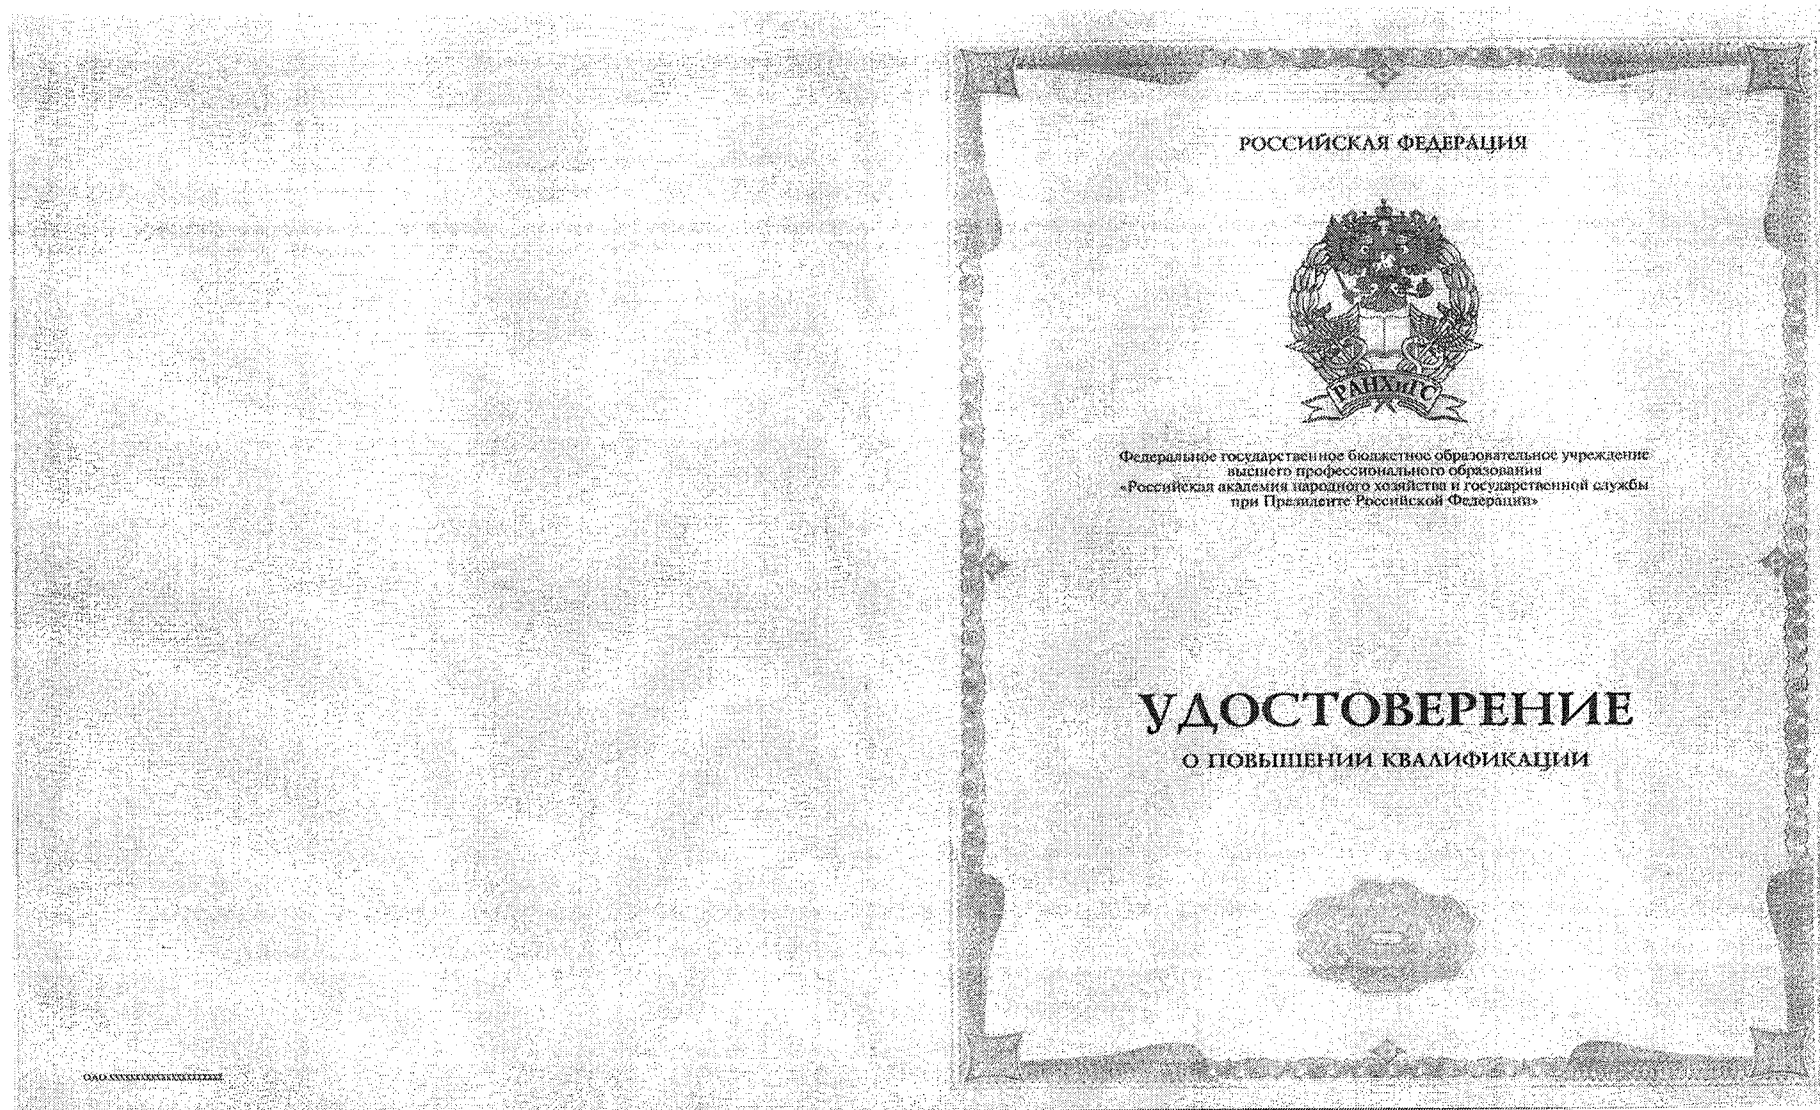 РОССИЙСКАЯ ФЕДЕРАЦИЯ
РАНХиГС
Федеральное государственное бюджетное образовательное учреждение
высшего профессионального образования
«Российская академия народного хозяйства и государственной службы
при Президенте Российской Федерации»
УДОСТОВЕРЕНИЕ
О ПОВЫШЕНИИ КВАЛИФИКАЦИИ
ОАО